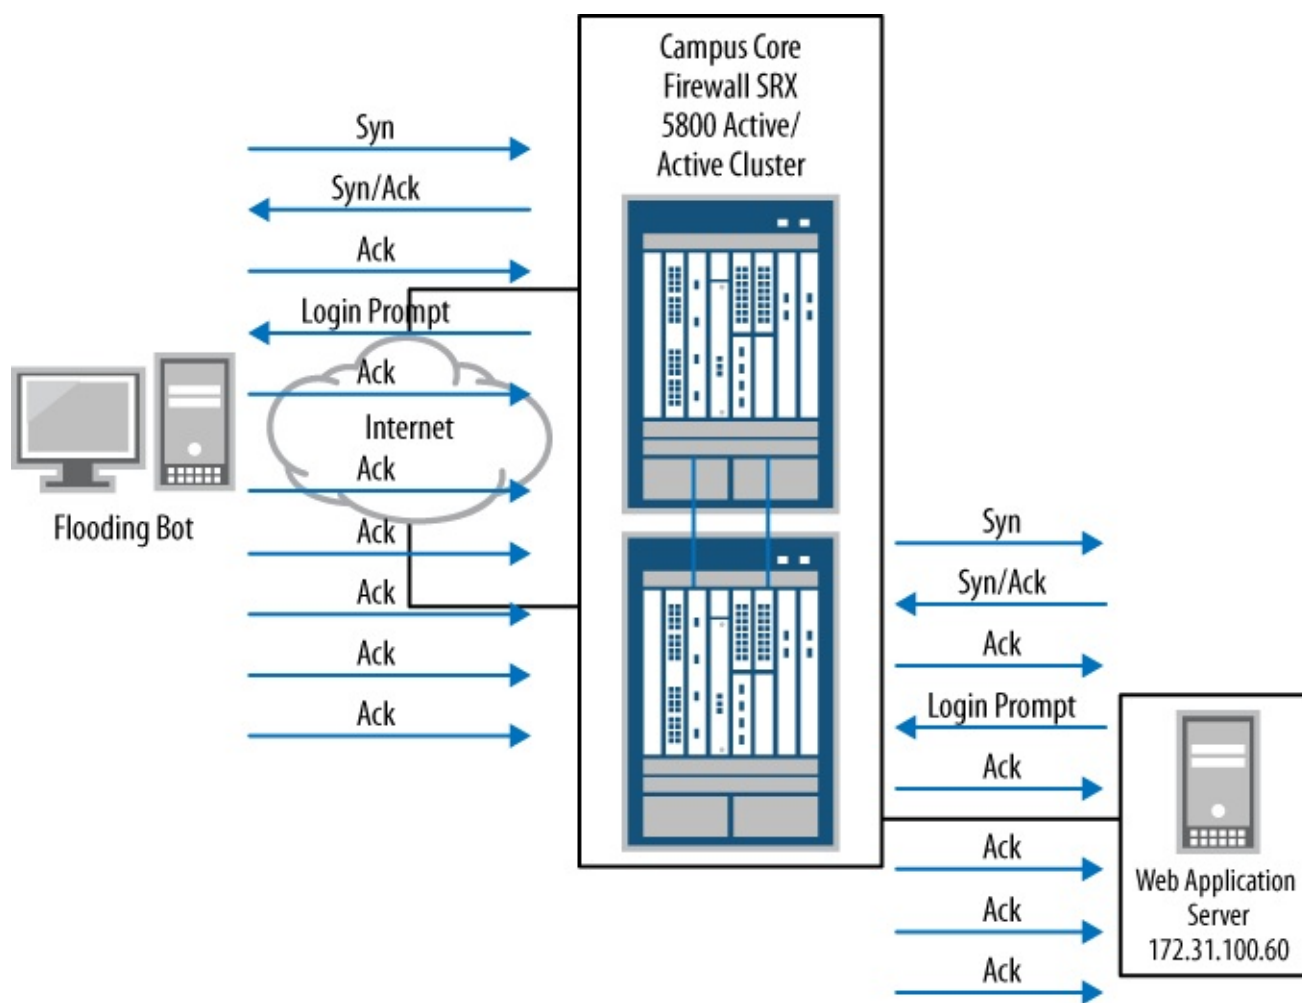 Campus Core
Firewall SRX
5800 Active/
Active Cluster
Syn
Syn/Ack
Ack
Login Prompt
Ack
Internet
Ack
Flooding Bot
Ack
Ack
Ack
Ack
Syn
Syn/Ack
Ack
Login Prompt
Ack
Ack
Ack
Ack
Web Application
Server
172.31.100.60